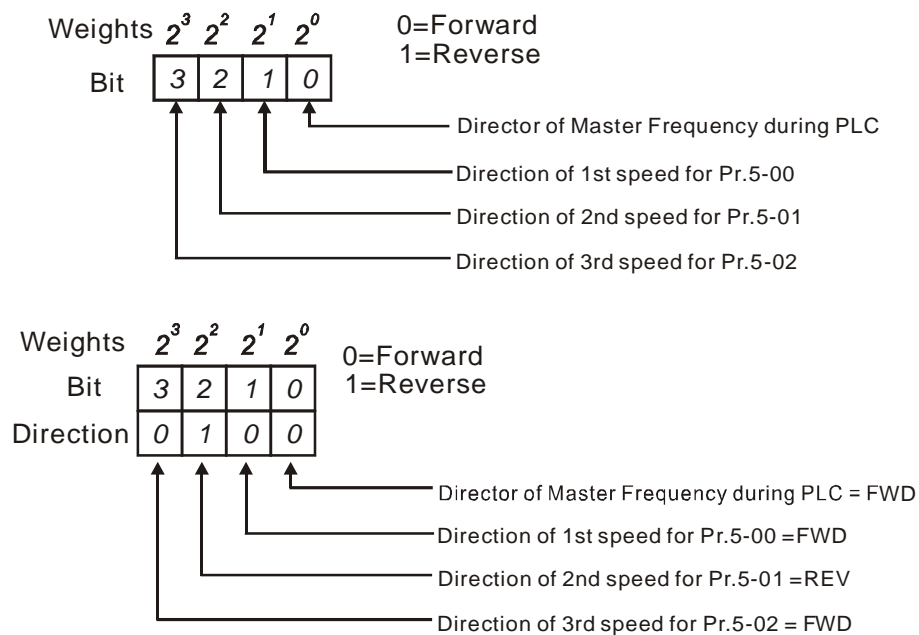 Weights 2³ 2² 2¹ 2⁰ 0=Forward
1=Reverse
Bit 3 2 1 0
Director of Master Frequency during PLC
Direction of 1st speed for Pr.5-00
Direction of 2nd speed for Pr.5-01
Direction of 3rd speed for Pr.5-02
Weights 2³ 2² 2¹ 2⁰ 0=Forward
Bit 3 2 1 0 1=Reverse
Direction 0 1 0 0
Director of Master Frequency during PLC = FWD
Direction of 1st speed for Pr.5-00 =FWD
Direction of 2nd speed for Pr.5-01 =REV
Direction of 3rd speed for Pr.5-02 = FWD